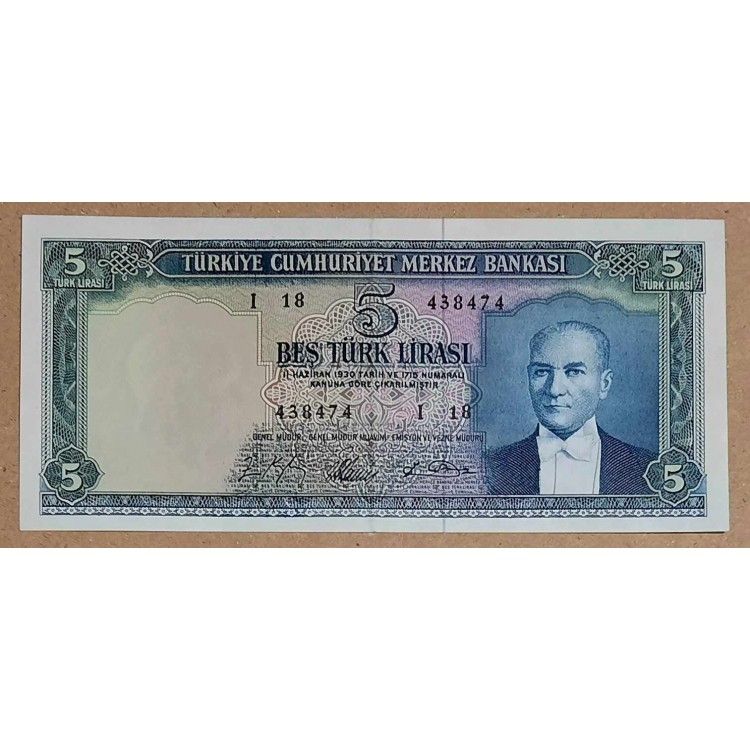 5 TÜRKİYE CUMHURİYET MERKEZ BANKASI 5
TÜRK LİRASI TÜRK LİRASI
I 18 5 438474
BEŞ TÜRK LİRASI
11 HAZİRAN 1930 TARİH VE 1715 NUMARALI
KANUNA GÖRE ÇIKARILMIŞTIR
438474 I 18
GENEL MÜDÜR GENEL MÜDÜR MUAVİNİ EMİSYON VE VEZNE MÜDÜRÜ
5 5